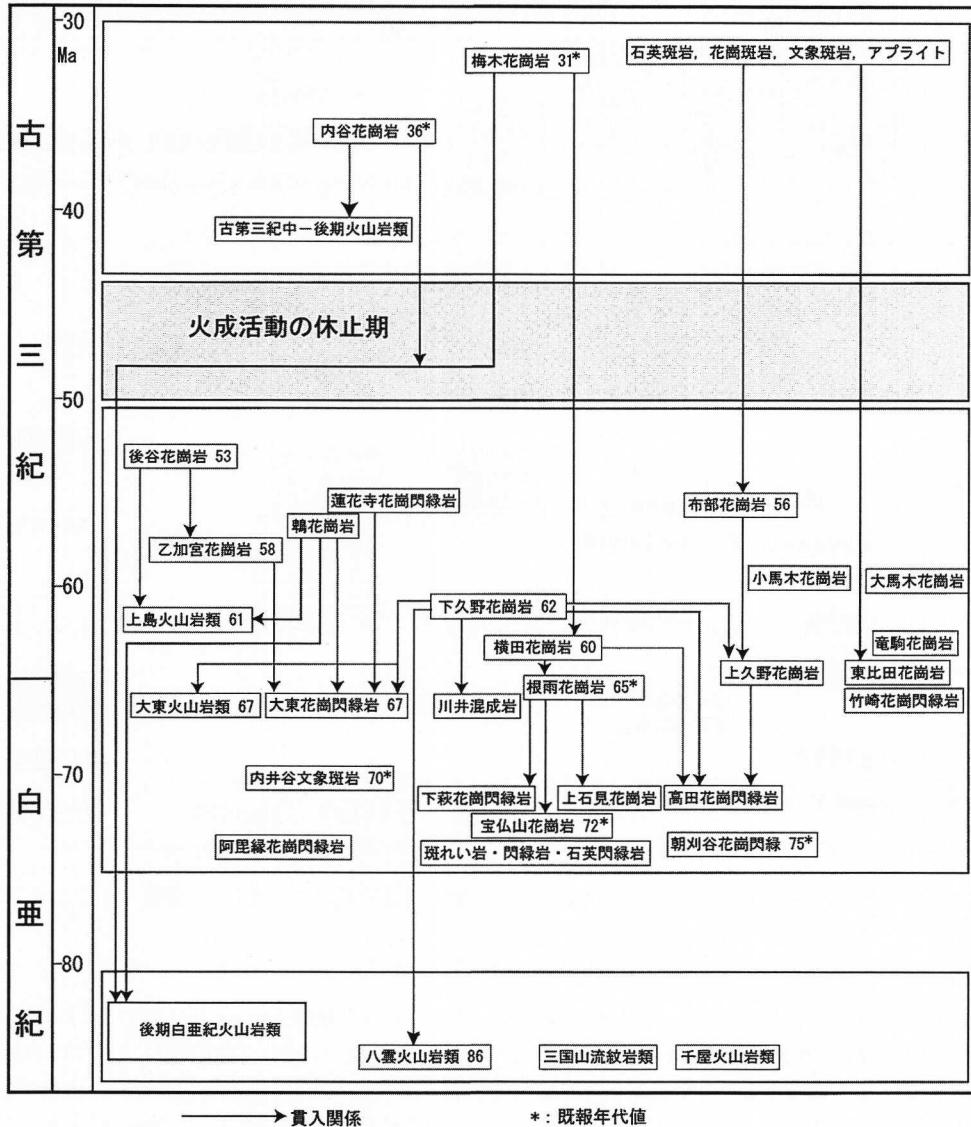 30
Ma
40
50
60
70
80
古第三紀
白亜紀
梅木花崗岩 31*
石英斑岩, 花崗斑岩, 文象斑岩, アプライト
内谷花崗岩 36*
古第三紀中－後期火山岩類
火成活動の休止期
後谷花崗岩 53
蓮花寺花崗閃緑岩
鵯花崗岩
布部花崗岩 56
乙加宮花崗岩 58
小馬木花崗岩
大馬木花崗岩
上島火山岩類 61
下久野花崗岩 62
横田花崗岩 60
竜駒花崗岩
上久野花崗岩
東比田花崗岩
根雨花崗岩 65*
大東火山岩類 67
大東花崗閃緑岩 67
川井混成岩
竹崎花崗閃緑岩
内井谷文象斑岩 70*
下萩花崗閃緑岩
上石見花崗岩
高田花崗閃緑岩
宝仏山花崗岩 72*
阿毘縁花崗閃緑岩
斑れい岩・閃緑岩・石英閃緑岩
朝刈谷花崗閃緑 75*
後期白亜紀火山岩類
八雲火山岩類 86
三国山流紋岩類
千屋火山岩類
貫入関係
*：既報年代値